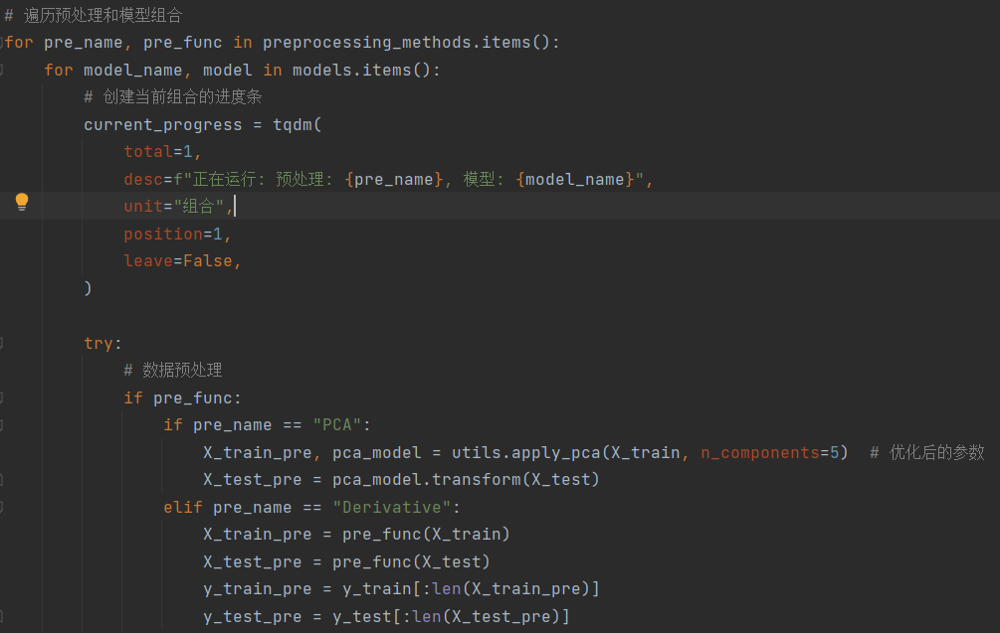 # 遍历预处理和模型组合
for pre_name, pre_func in preprocessing_methods.items():
    for model_name, model in models.items():
        # 创建当前组合的进度条
        current_progress = tqdm(
            total=1,
            desc=f"正在运行: 预处理: {pre_name}, 模型: {model_name}",
            unit="组合",
            position=1,
            leave=False,
        )

        try:
            # 数据预处理
            if pre_func:
                if pre_name == "PCA":
                    X_train_pre, pca_model = utils.apply_pca(X_train, n_components=5)  # 优化后的参数
                    X_test_pre = pca_model.transform(X_test)
                elif pre_name == "Derivative":
                    X_train_pre = pre_func(X_train)
                    X_test_pre = pre_func(X_test)
                    y_train_pre = y_train[:len(X_train_pre)]
                    y_test_pre = y_test[:len(X_test_pre)]